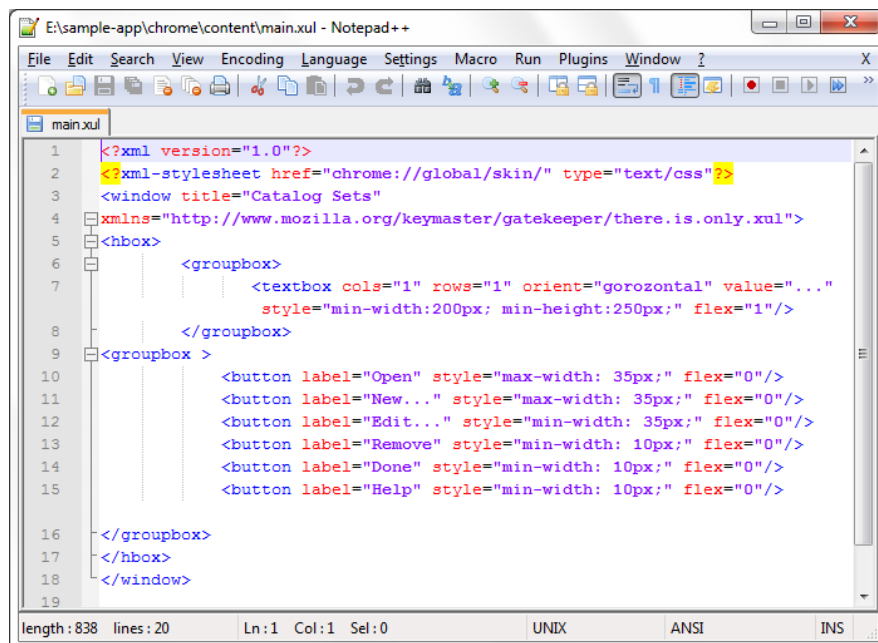 E:\sample-app\chrome\content\main.xul - Notepad++
File Edit Search View Encoding Language Settings Macro Run Plugins Window ? X
main.xul
1 <?xml version="1.0"?>
2 <?xml-stylesheet href="chrome://global/skin/" type="text/css"?>
3 <window title="Catalog Sets"
4 xmlns="http://www.mozilla.org/keymaster/gatekeeper/there.is.only.xul">
5 <hbox>
6 <groupbox>
7 <textbox cols="1" rows="1" orient="gorozontal" value="..."
style="min-width:200px; min-height:250px;" flex="1"/>
8 </groupbox>
9 <groupbox >
10 <button label="Open" style="max-width: 35px;" flex="0"/>
11 <button label="New..." style="max-width: 35px;" flex="0"/>
12 <button label="Edit..." style="min-width: 35px;" flex="0"/>
13 <button label="Remove" style="min-width: 10px;" flex="0"/>
14 <button label="Done" style="min-width: 10px;" flex="0"/>
15 <button label="Help" style="min-width: 10px;" flex="0"/>
16 </groupbox>
17 </hbox>
18 </window>
19
length : 838 lines : 20 Ln : 1 Col : 1 Sel : 0 UNIX ANSI INS